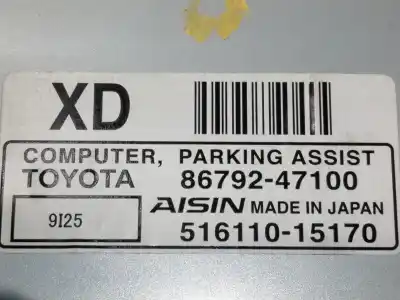 XD
COMPUTER, PARKING ASSIST
TOYOTA 86792-47100
9I25 AISIN MADE IN JAPAN
516110-15170